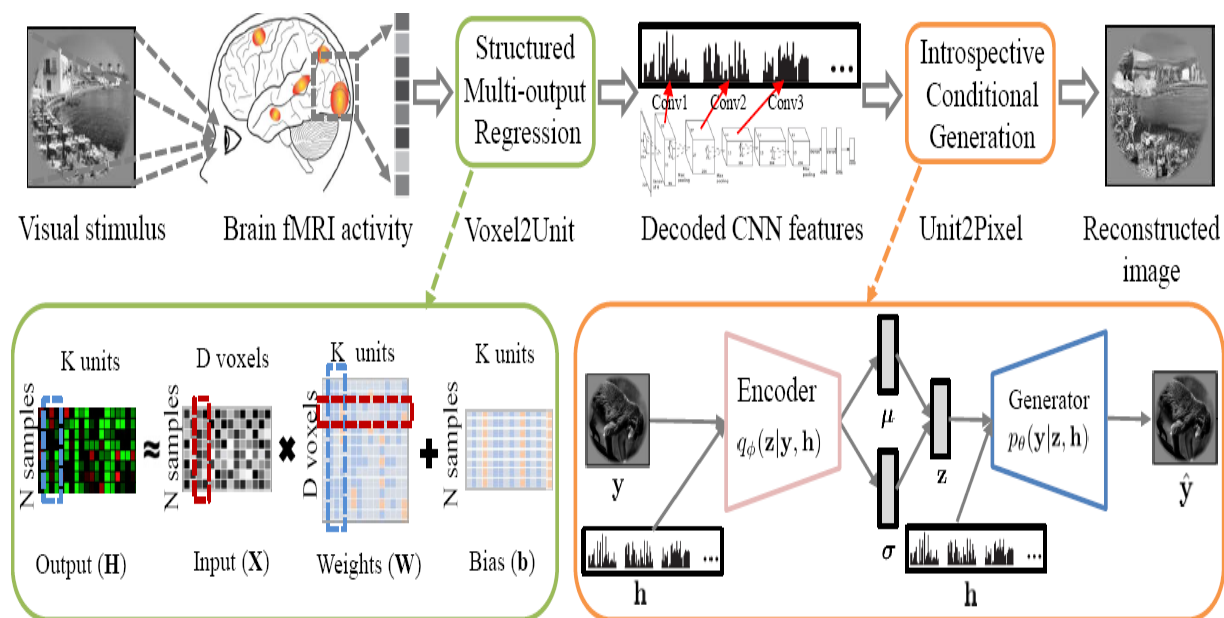 Structured
Multi-output
Regression
Introspective
Conditional
Generation
Conv1
Conv2
Conv3
Visual stimulus
Brain fMRI activity
Voxel2Unit
Decoded CNN features
Unit2Pixel
Reconstructed
image
K units
D voxels
K units
K units
N samples
≈
N samples
×
D voxels
+
N samples
Output (H)
Input (X)
Weights (W)
Bias (b)
Encoder
qϕ(z|y, h)
y
h
μ
σ
z
Generator
pθ(y|z, h)
h
ŷ